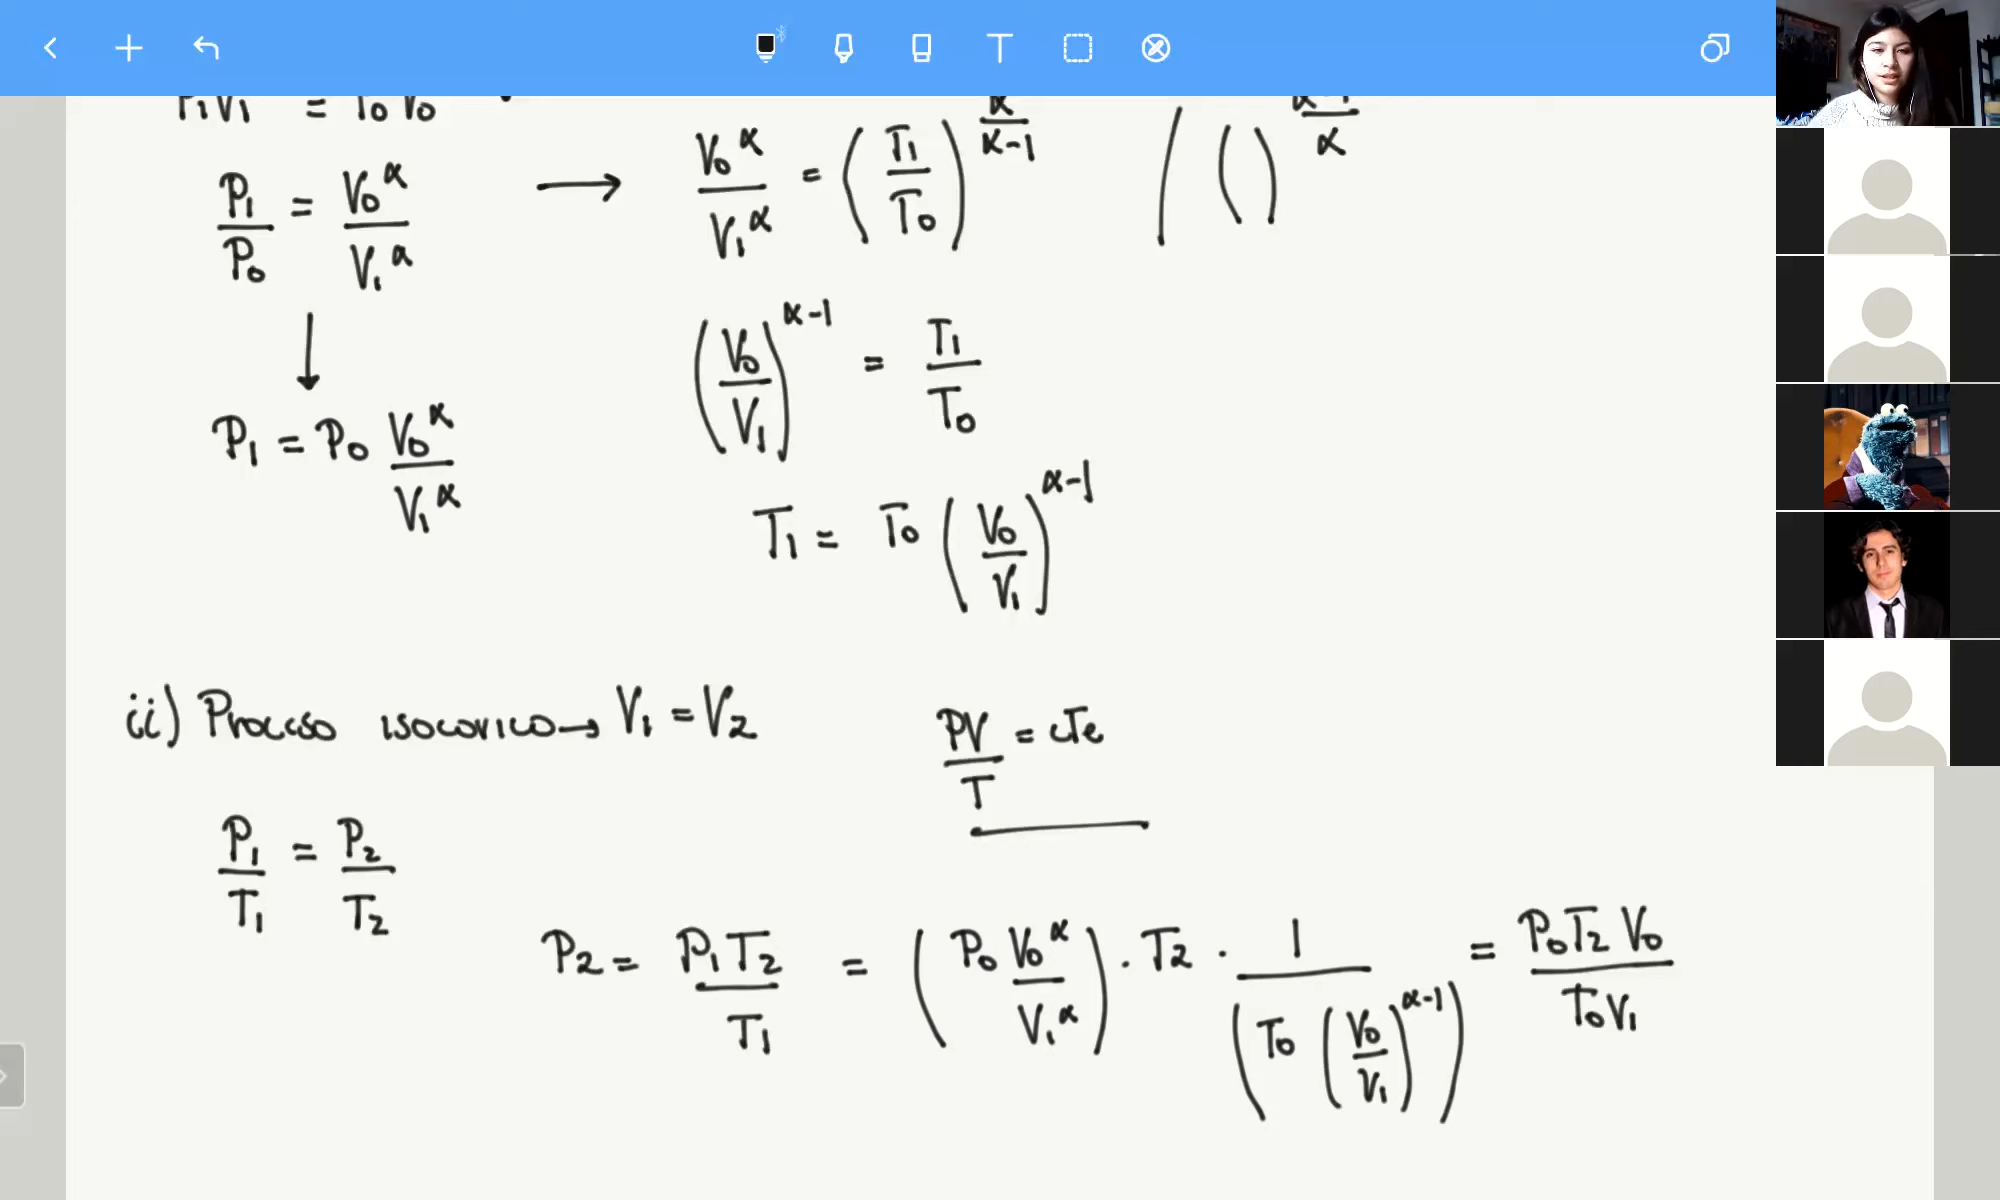 P₁V₁ = T₀V₀
P₁/P₀ = V₀^α/V₁^α → V₀^α/V₁^α = (T₁/T₀)^(α/(α-1)) / ( )^((α-1)/α)
↓
(V₀/V₁)^(α-1) = T₁/T₀
P₁ = P₀ V₀^α/V₁^α
T₁ = T₀ (V₀/V₁)^(α-1)
ii) Proceso isocorico → V₁ = V₂
PV/T = cTe
P₁/T₁ = P₂/T₂
P₂ = P₁T₂/T₁ = (P₀ V₀^α/V₁^α) · T₂ · 1/(T₀ (V₀/V₁)^(α-1)) = P₀T₂V₀/T₀V₁